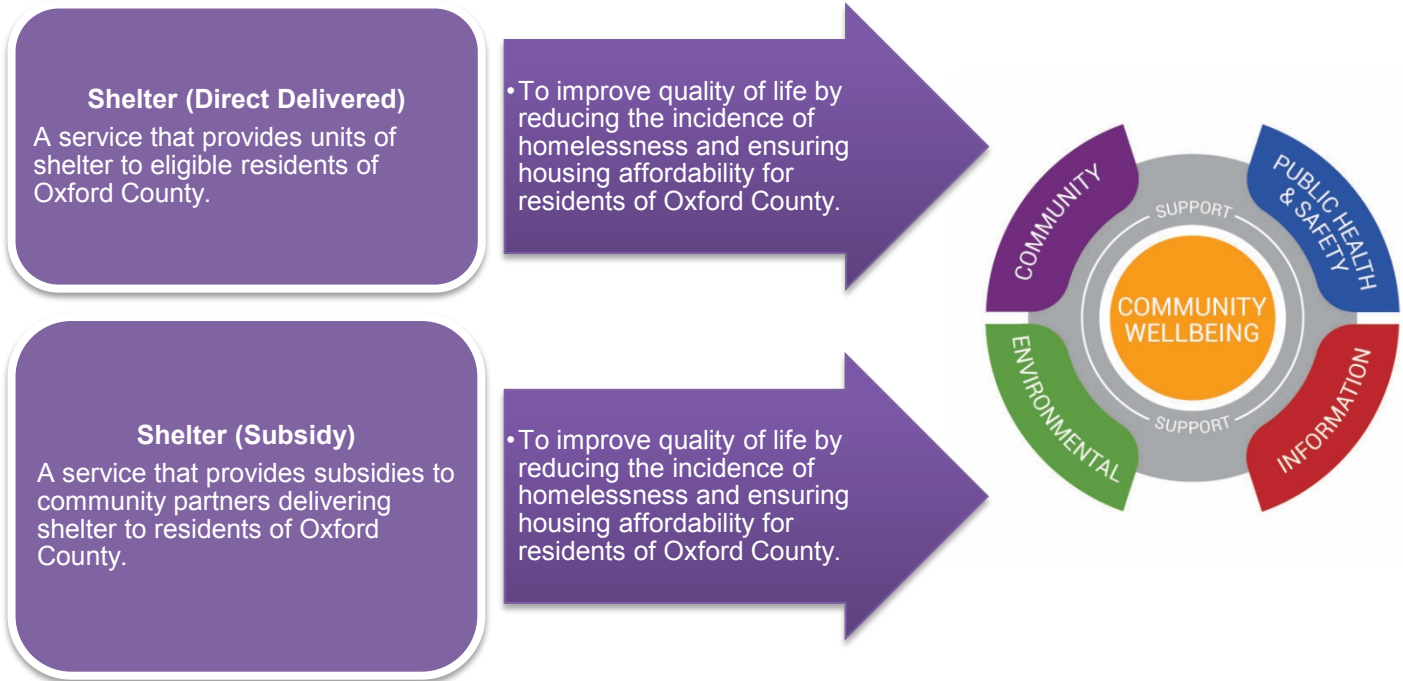 Shelter (Direct Delivered)
A service that provides units of
shelter to eligible residents of
Oxford County.
•To improve quality of life by
reducing the incidence of
homelessness and ensuring
housing affordability for
residents of Oxford County.
Shelter (Subsidy)
A service that provides subsidies to
community partners delivering
shelter to residents of Oxford
County.
•To improve quality of life by
reducing the incidence of
homelessness and ensuring
housing affordability for
residents of Oxford County.
COMMUNITY
PUBLIC HEALTH
& SAFETY
SUPPORT
COMMUNITY
WELLBEING
SUPPORT
ENVIRONMENTAL
INFORMATION